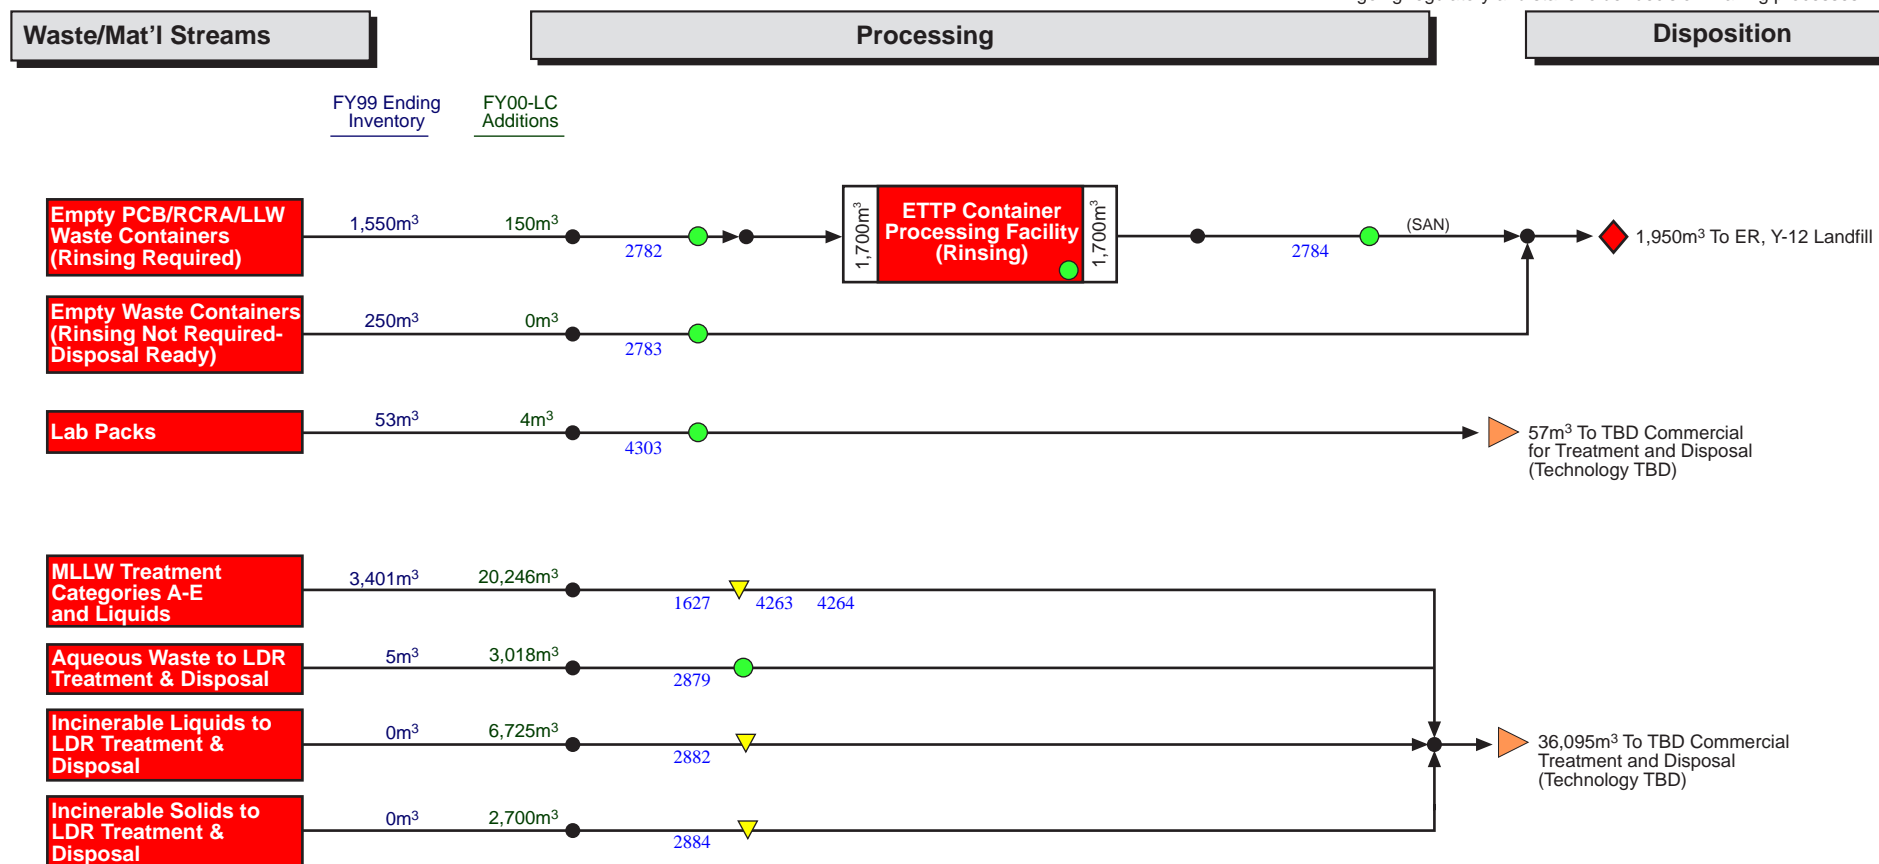 Waste/Mat’l Streams
Processing
Disposition
FY99 Ending
Inventory
FY00-LC
Additions
Empty PCB/RCRA/LLW
Waste Containers
(Rinsing Required)
1,550m³
150m³
2782
1,700m³
ETTP Container
Processing Facility
(Rinsing)
1,700m³
2784
(SAN)
1,950m³ To ER, Y-12 Landfill
Empty Waste Containers
(Rinsing Not Required-
Disposal Ready)
250m³
0m³
2783
Lab Packs
53m³
4m³
4303
57m³ To TBD Commercial
for Treatment and Disposal
(Technology TBD)
MLLW Treatment
Categories A-E
and Liquids
3,401m³
20,246m³
1627 4263 4264
Aqueous Waste to LDR
Treatment & Disposal
5m³
3,018m³
2879
Incinerable Liquids to
LDR Treatment &
Disposal
0m³
6,725m³
2882
36,095m³ To TBD Commercial
Treatment and Disposal
(Technology TBD)
Incinerable Solids to
LDR Treatment &
Disposal
0m³
2,700m³
2884